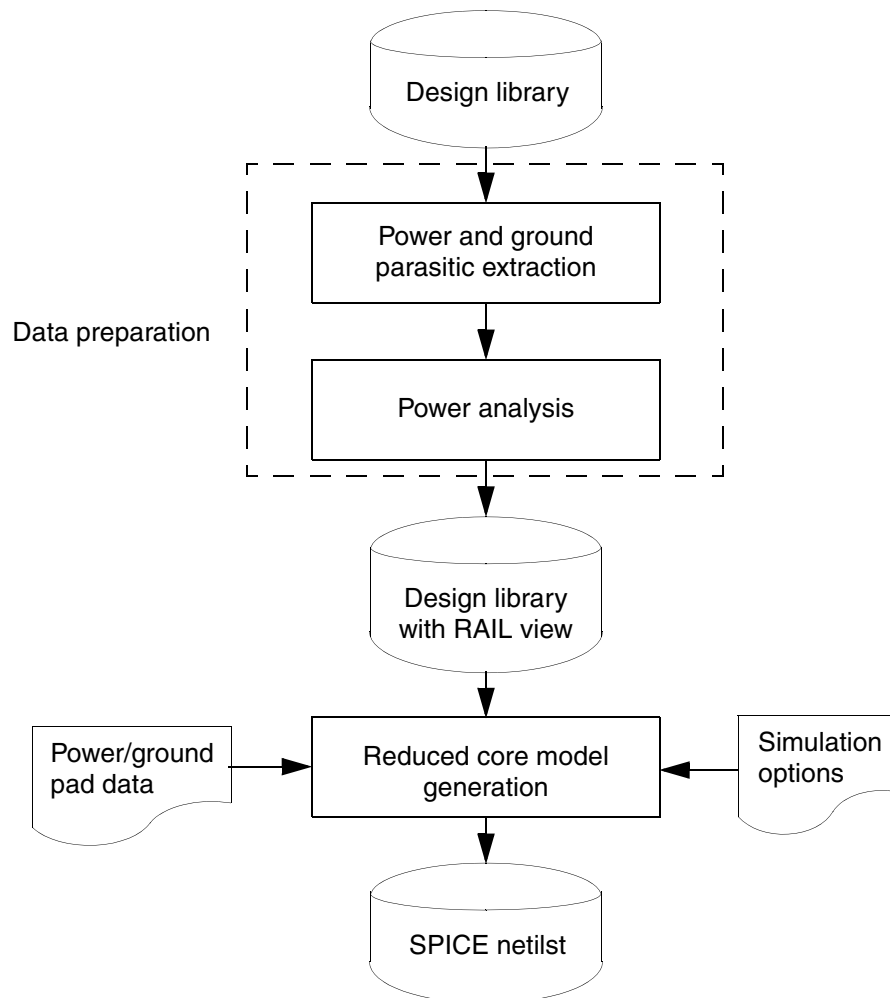 Design library
Power and ground
parasitic extraction
Data preparation
Power analysis
Design library
with RAIL view
Power/ground
pad data
Reduced core model
generation
Simulation
options
SPICE netilst